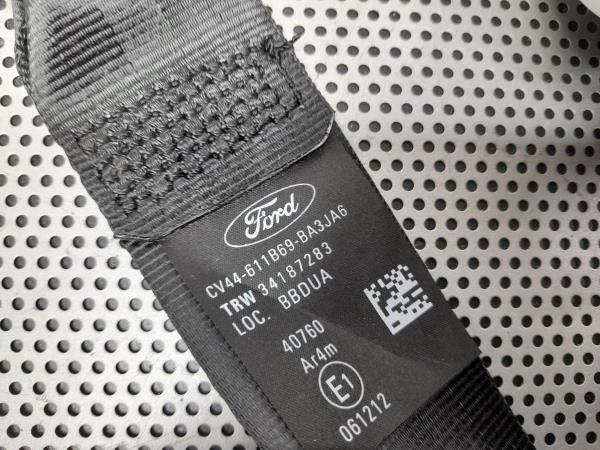 Ford
CV44-611B69-BA3JA6
TRW 34187283
LOC. BBDUA
40760
Ar4m
E1
061212